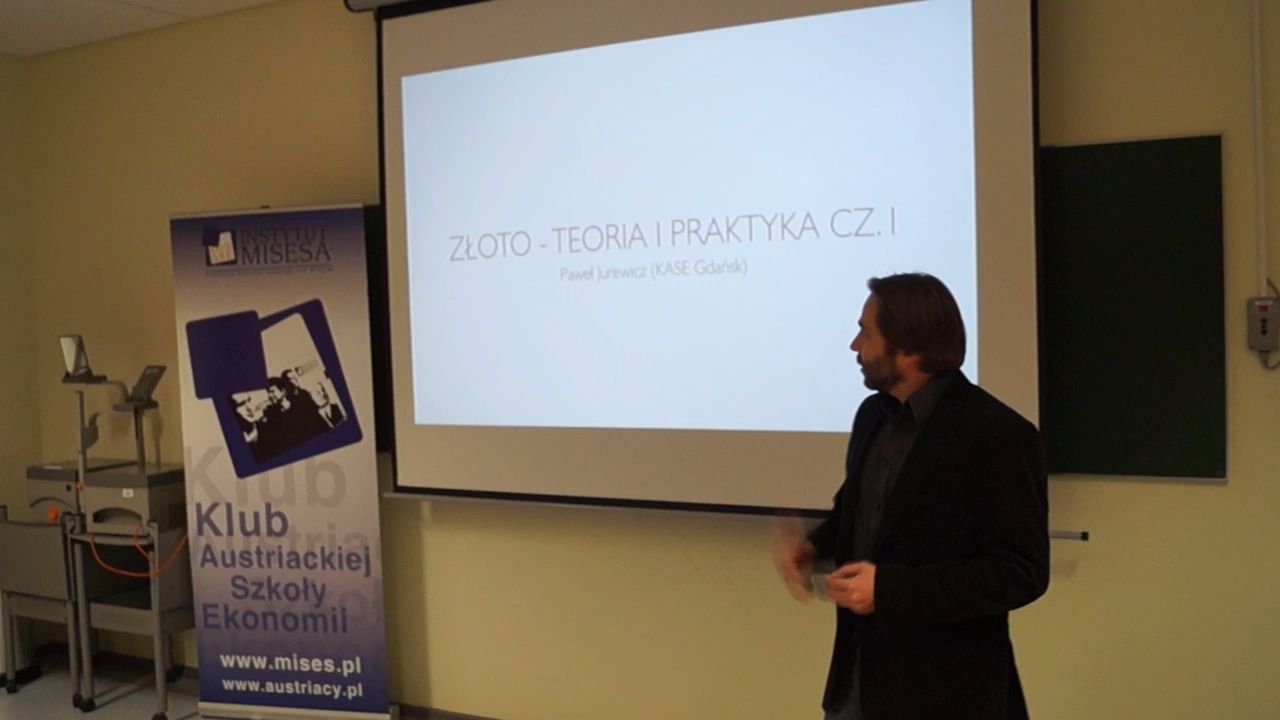 INSTYTUT
MISESA
Klub
Klub
Austriackiej
Szkoły
Ekonomii
www.mises.pl
www.austriacy.pl
ZŁOTO - TEORIA I PRAKTYKA CZ. I
Paweł Jurewicz (KASE Gdańsk)